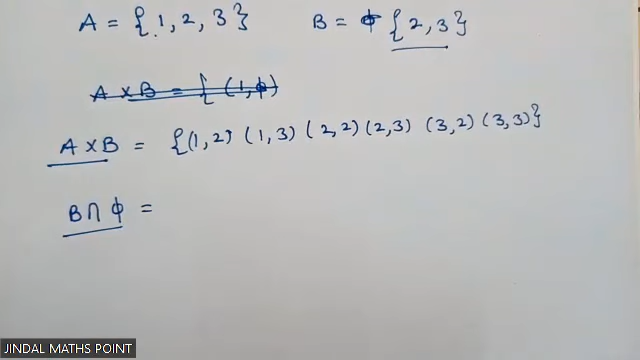 A = {1, 2, 3} B = ϕ {2, 3}
A × B = { (1, ϕ)
A × B = {(1, 2) (1, 3) (2, 2) (2, 3) (3, 2) (3, 3)}
B ∩ ϕ =
JINDAL MATHS POINT